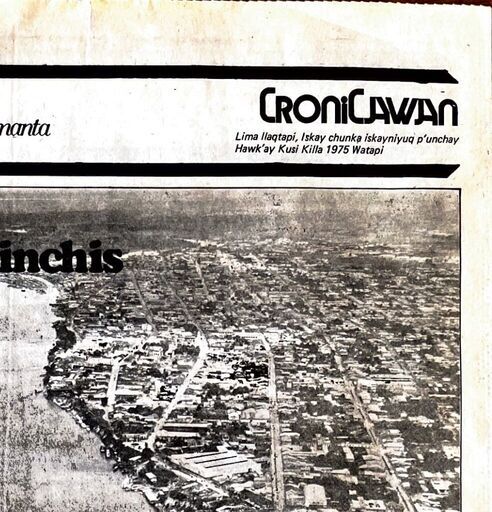 CRONICAWAN
manta
Lima llaqtapi, Iskay chunka iskayniyuq p'unchay
Hawk'ay Kusi Killa 1975 Watapi
inchis